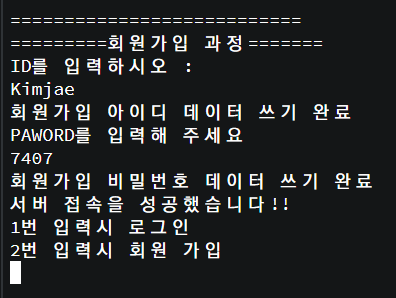 ===========================
=========회원가입 과정=======
ID를 입력하시오 :
Kimjae
회원가입 아이디 데이터 쓰기 완료
PAWORD를 입력해 주세요
7407
회원가입 비밀번호 데이터 쓰기 완료
서버 접속을 성공했습니다!!
1번 입력시 로그인
2번 입력시 회원 가입